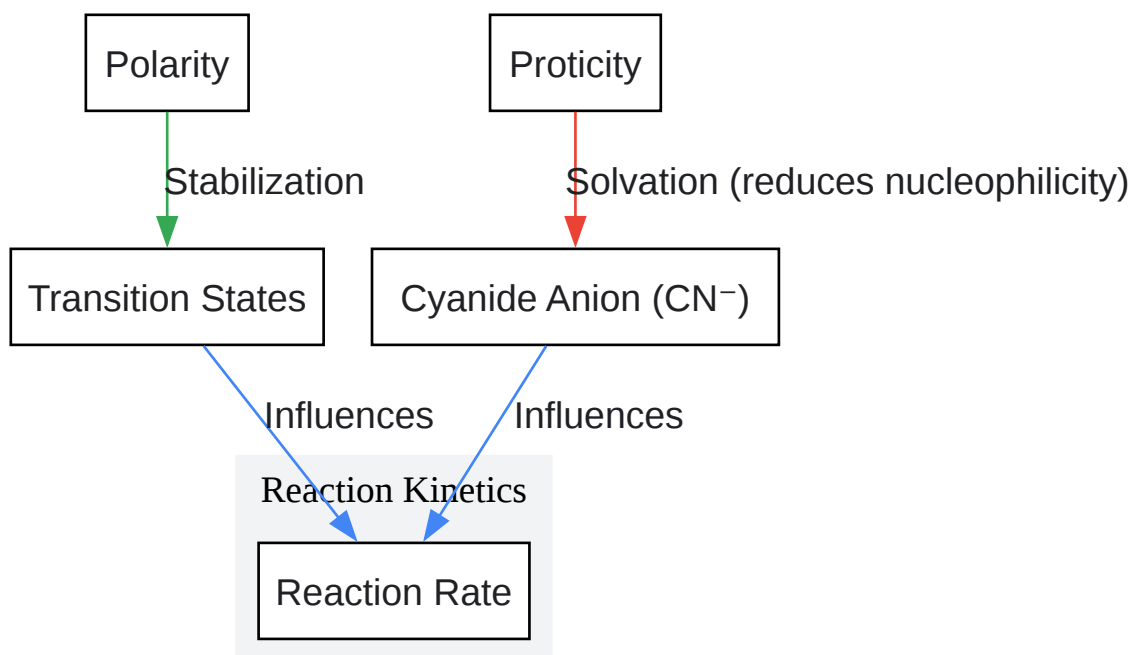 Polarity
Proticity
Stabilization
Solvation (reduces nucleophilicity)
Transition States
Cyanide Anion (CN⁻)
Influences
Influences
Reaction Kinetics
Reaction Rate